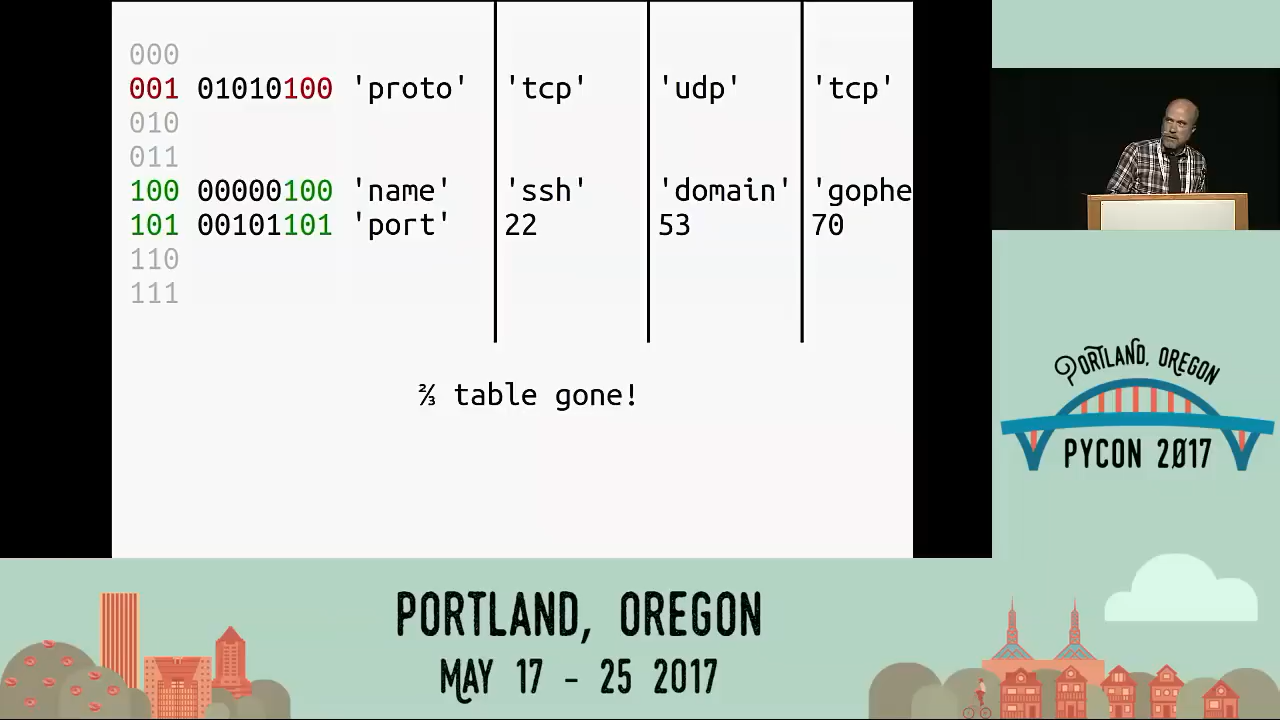 000
001 01010100 'proto' 'tcp' 'udp' 'tcp'
010
011
100 00000100 'name' 'ssh' 'domain' 'gophe
101 00101101 'port' 22 53 70
110
111
⅔ table gone!
PORTLAND, OREGON
PYCON 2017
PORTLAND, OREGON
MAY 17 - 25 2017